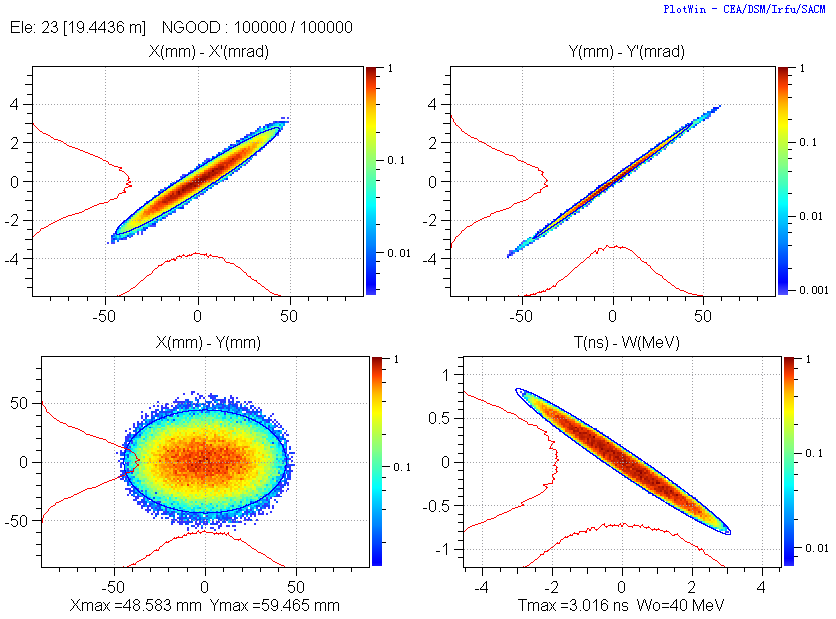 PlotWin - CEA/DSM/Irfu/SACM
Ele: 23 [19.4436 m] NGOOD : 100000 / 100000
X(mm) - X'(mrad)
4
2
0
-2
-4
-50 0 50
1
0.1
0.01
Y(mm) - Y'(mrad)
4
2
0
-2
-4
-50 0 50
1
0.1
0.01
0.001
X(mm) - Y(mm)
50
0
-50
-50 0 50
1
0.1
Xmax =48.583 mm Ymax =59.465 mm
T(ns) - W(MeV)
1
0.5
0
-0.5
-1
-4 -2 0 2 4
1
0.1
0.01
Tmax =3.016 ns Wo=40 MeV